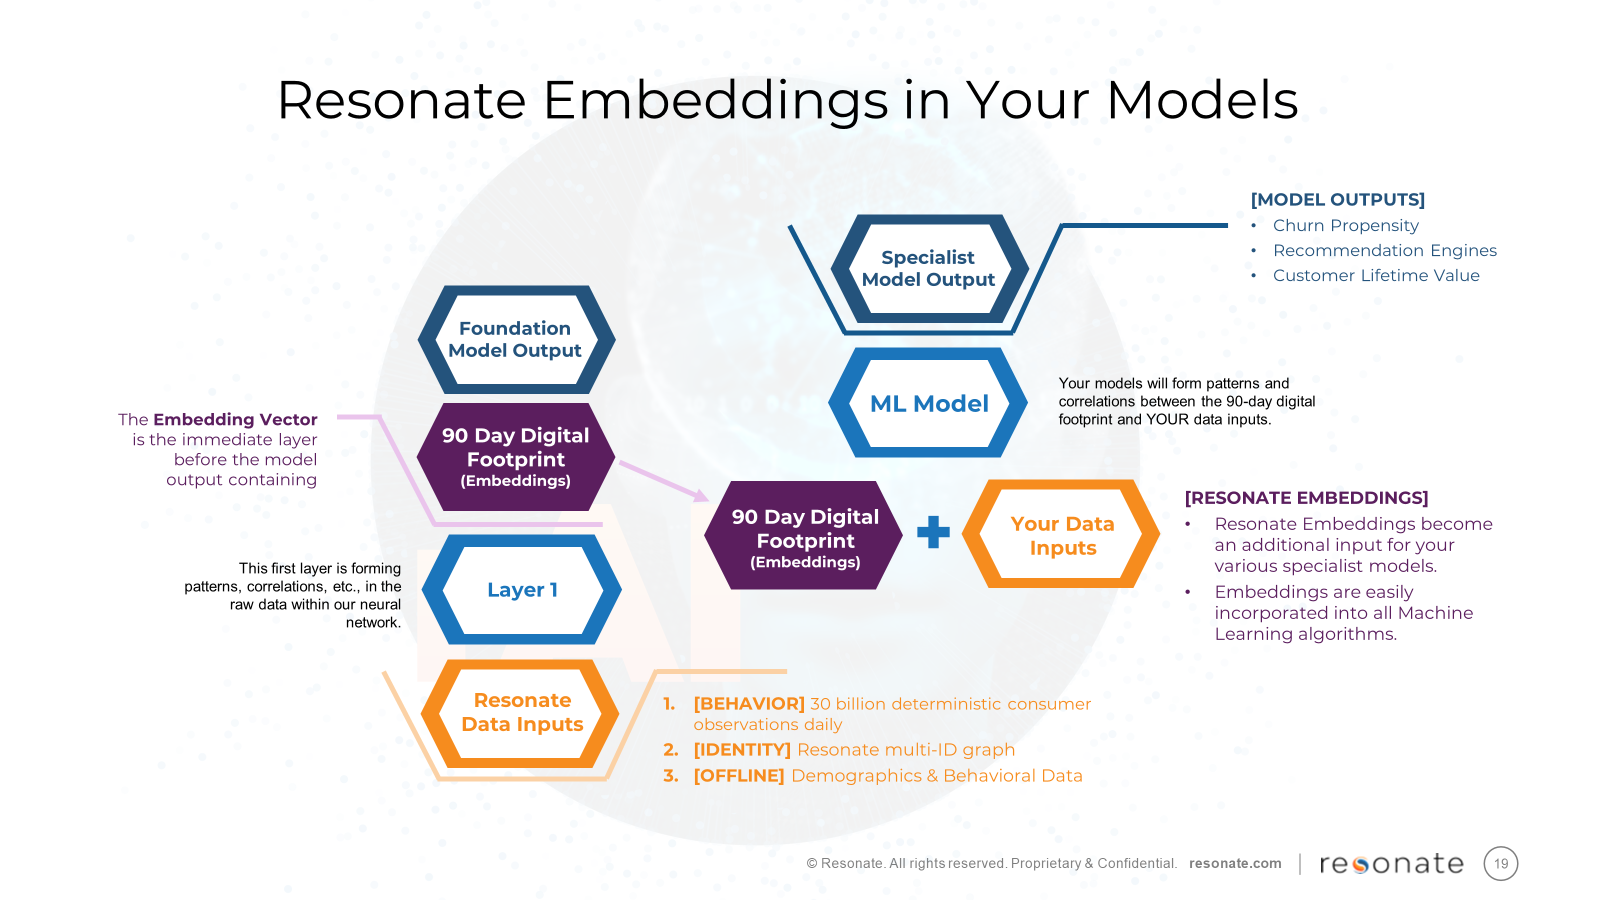 Resonate Embeddings in Your Models
[MODEL OUTPUTS]
• Churn Propensity
• Recommendation Engines
• Customer Lifetime Value
Specialist
Model Output
Foundation
Model Output
ML Model
Your models will form patterns and
correlations between the 90-day digital
footprint and YOUR data inputs.
The Embedding Vector
is the immediate layer
before the model
output containing
90 Day Digital
Footprint
(Embeddings)
90 Day Digital
Footprint
(Embeddings)
Your Data
Inputs
[RESONATE EMBEDDINGS]
• Resonate Embeddings become
an additional input for your
various specialist models.
• Embeddings are easily
incorporated into all Machine
Learning algorithms.
This first layer is forming
patterns, correlations, etc., in the
raw data within our neural
network.
Layer 1
Resonate
Data Inputs
1. [BEHAVIOR] 30 billion deterministic consumer
observations daily
2. [IDENTITY] Resonate multi-ID graph
3. [OFFLINE] Demographics & Behavioral Data
© Resonate. All rights reserved. Proprietary & Confidential. resonate.com | resonate 19
AI